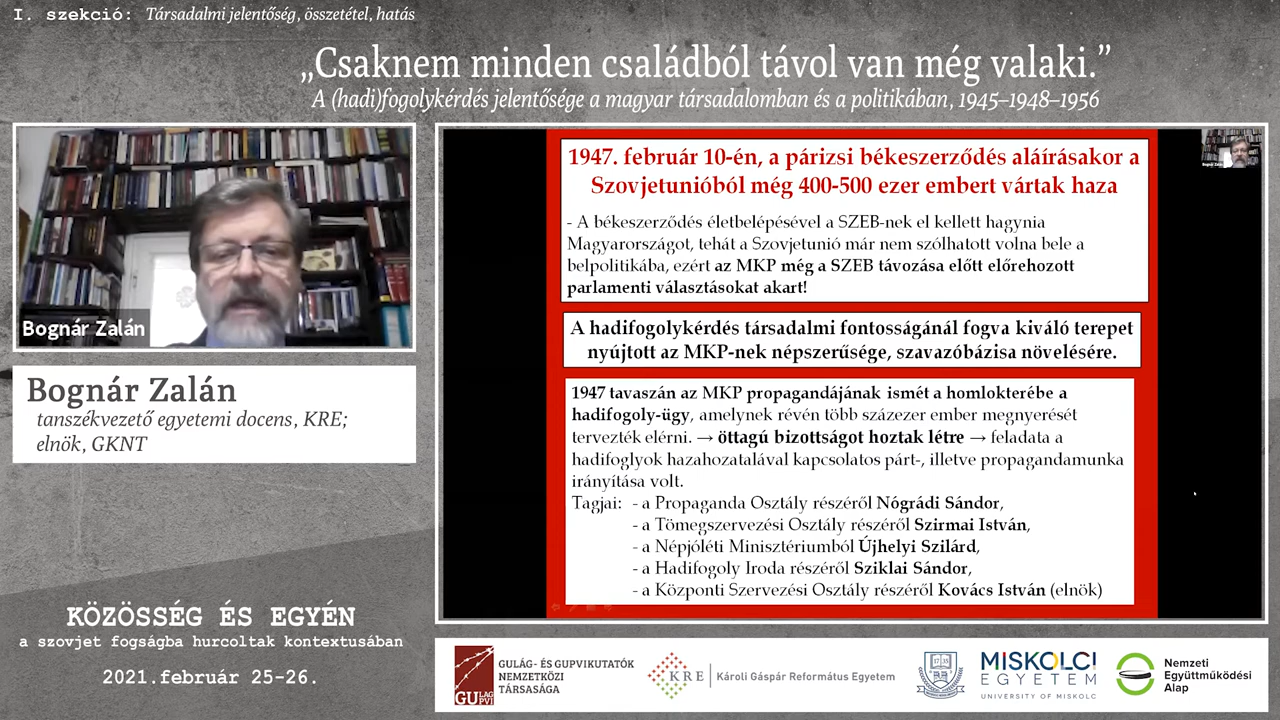 I. szekció: Társadalmi jelentőség, összetétel, hatás
„Csaknem minden családból távol van még valaki.”
A (hadi)fogolykérdés jelentősége a magyar társadalomban és a politikában, 1945–1948–1956
Bognár Zalán
Bognár Zalán
tanszékvezető egyetemi docens, KRE;
elnök, GKNT
1947. február 10-én, a párizsi békeszerződés aláírásakor a
Szovjetunióból még 400-500 ezer embert vártak haza
- A békeszerződés életbelépésével a SZEB-nek el kellett hagynia
Magyarországot, tehát a Szovjetunió már nem szólhatott volna bele a
belpolitikába, ezért az MKP még a SZEB távozása előtt előrehozott
parlamenti választásokat akart!
A hadifogolykérdés társadalmi fontosságánál fogva kiváló terepet
nyújtott az MKP-nek népszerűsége, szavazóbázisa növelésére.
1947 tavaszán az MKP propagandájának ismét a homlokterébe a
hadifogoly-ügy, amelynek révén több százezer ember megnyerését
tervezték elérni. → öttagú bizottságot hoztak létre → feladata a
hadifoglyok hazahozatalával kapcsolatos párt-, illetve propagandamunka
irányítása volt.
Tagjai: - a Propaganda Osztály részéről Nógrádi Sándor,
- a Tömegszervezési Osztály részéről Szirmai István,
- a Népjóléti Minisztériumból Újhelyi Szilárd,
- a Hadifogoly Iroda részéről Sziklai Sándor,
- a Központi Szervezési Osztály részéről Kovács István (elnök)
KÖZÖSSÉG ÉS EGYÉN
a szovjet fogságba hurcoltak kontextusában
2021.február 25-26.
GULAG
PVI
GULÁG- ÉS GUPVIKUTATÓK
NEMZETKÖZI
TÁRSASÁGA
KRE
Károli Gáspár Református Egyetem
MISKOLCI
EGYETEM
UNIVERSITY OF MISKOLC
Nemzeti
Együttműködési
Alap